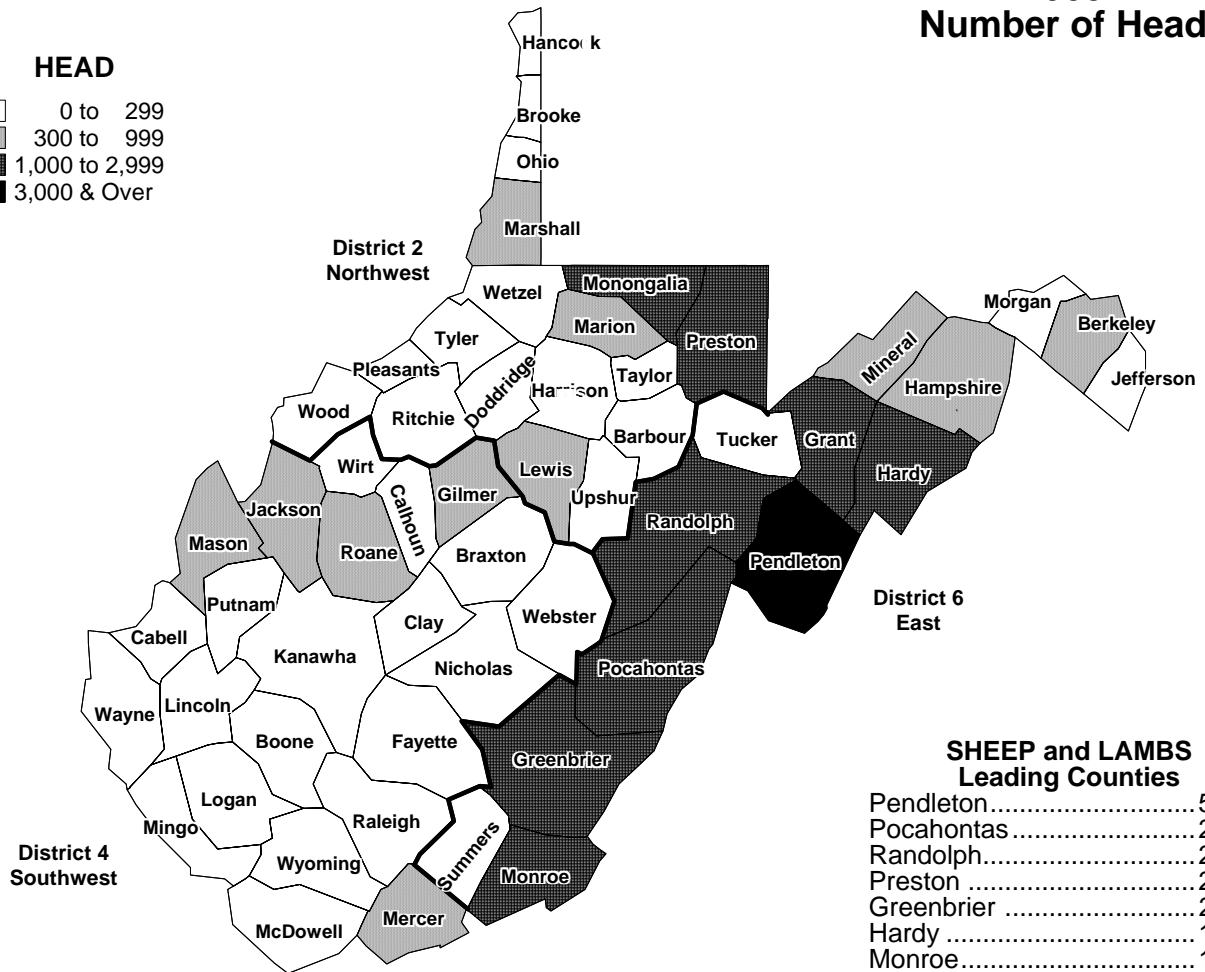 Number of Head
HEAD
0 to 299
300 to 999
1,000 to 2,999
3,000 & Over
Hancock
Brooke
Ohio
Marshall
District 2
Northwest
Wetzel
Monongalia
Marion
Preston
Tyler
Pleasants
Doddridge
Harrison
Taylor
Wood
Ritchie
Barbour
Tucker
Morgan
Berkeley
Jefferson
Mineral
Hampshire
Grant
Hardy
Wirt
Calhoun
Gilmer
Lewis
Upshur
Randolph
Pendleton
Jackson
Mason
Roane
Braxton
Webster
District 6
East
Putnam
Cabell
Clay
Kanawha
Nicholas
Pocahontas
Wayne
Lincoln
Boone
Fayette
Greenbrier
Logan
Mingo
Raleigh
Wyoming
Summers
Monroe
District 4
Southwest
McDowell
Mercer
SHEEP and LAMBS
Leading Counties
Pendleton
Pocahontas
Randolph
Preston
Greenbrier
Hardy
Monroe